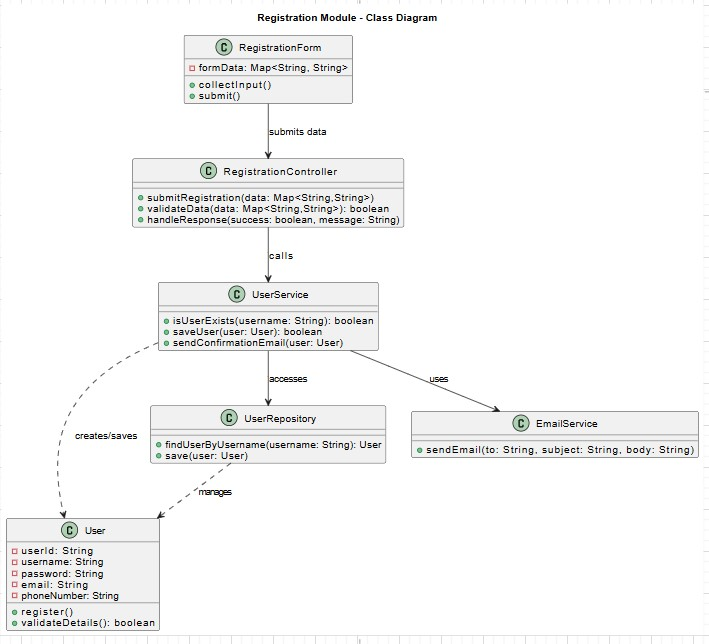 Registration Module - Class Diagram
C RegistrationForm
formData: Map<String, String>
collectInput()
submit()
submits data
C RegistrationController
submitRegistration(data: Map<String,String>)
validateData(data: Map<String,String>): boolean
handleResponse(success: boolean, message: String)
calls
C UserService
isUserExists(username: String): boolean
saveUser(user: User): boolean
sendConfirmationEmail(user: User)
accesses
uses
creates/saves
C UserRepository
findUserByUsername(username: String): User
save(user: User)
C EmailService
sendEmail(to: String, subject: String, body: String)
manages
C User
userId: String
username: String
password: String
email: String
phoneNumber: String
register()
validateDetails(): boolean